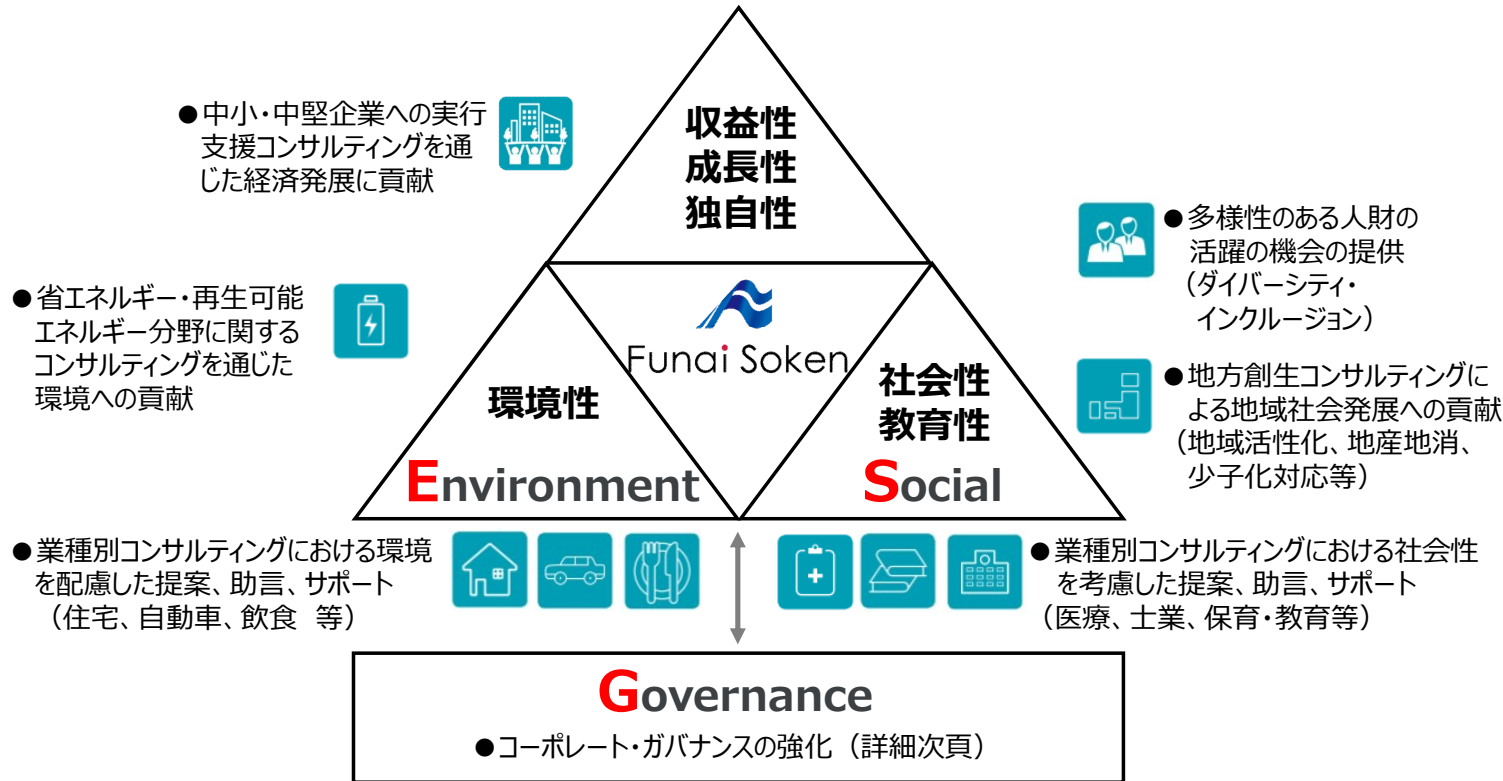 収益性
成長性
独自性
●中小・中堅企業への実行
支援コンサルティングを通
じた経済発展に貢献
●多様性のある人財の
活躍の機会の提供
（ダイバーシティ・
インクルージョン）
●省エネルギー・再生可能
エネルギー分野に関する
コンサルティングを通じた
環境への貢献
Funai Soken
環境性
Environment
社会性
教育性
Social
●地方創生コンサルティングに
よる地域社会発展への貢献
（地域活性化、地産地消、
少子化対応等）
●業種別コンサルティングにおける環境
を配慮した提案、助言、サポート
（住宅、自動車、飲食 等）
●業種別コンサルティングにおける社会性
を考慮した提案、助言、サポート
（医療、士業、保育・教育等）
Governance
●コーポレート・ガバナンスの強化（詳細次頁）